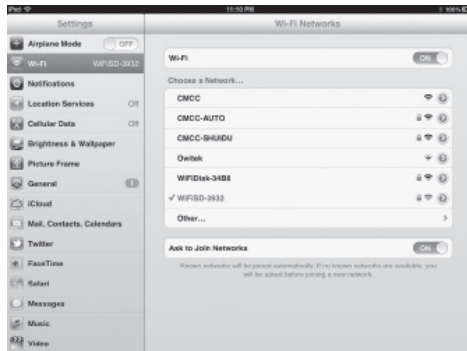 iPad
11:10 PM
100%
Settings
Wi-Fi Networks
Airplane Mode OFF
Wi-Fi WiFiSD-3932
Notifications
Location Services Off
Cellular Data Off
Brightness & Wallpaper
Picture Frame
General 1
iCloud
Mail, Contacts, Calendars
Twitter
FaceTime
Safari
Messages
Music
Video
Wi-Fi ON
Choose a Network...
CMCC
CMCC-AUTO
CMCC-SHUIDU
Owitek
WiFiDisk-34B8
✓ WiFiSD-3932
Other...
Ask to Join Networks ON
Known networks will be joined automatically. If no known networks are available, you
will be asked before joining a new network.